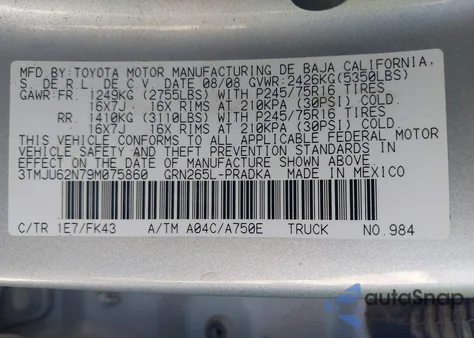 MFD.BY:TOYOTA MOTOR MANUFACTURING DE BAJA CALIFORNIA,
S. DE R.L. DE C.V. DATE 08/08 GVWR:2426KG(5350LBS)
GAWR:FR. 1249KG (2755LBS) WITH P245/75R16 TIRES
16X7J 16X RIMS AT 210KPA (30PSI) COLD.
RR. 1410KG (3110LBS) WITH P245/75R16 TIRES
16X7J, 16X RIMS AT 210KPA (30PSI) COLD.
THIS VEHICLE CONFORMS TO ALL APPLICABLE FEDERAL MOTOR
VEHICLE SAFETY AND THEFT PREVENTION STANDARDS IN
EFFECT ON THE DATE OF MANUFACTURE SHOWN ABOVE.
3TMJU62N79M075860 GRN265L-PRADKA MADE IN MEXICO
C/TR 1E7/FK43 A/TM A04C/A750E TRUCK NO.984
autoSnap